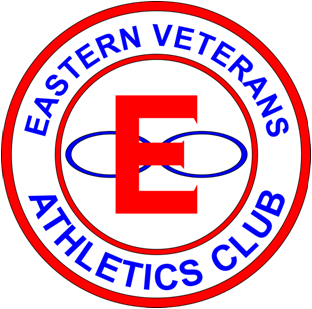 EASTERN VETERANS
E
ATHLETICS CLUB